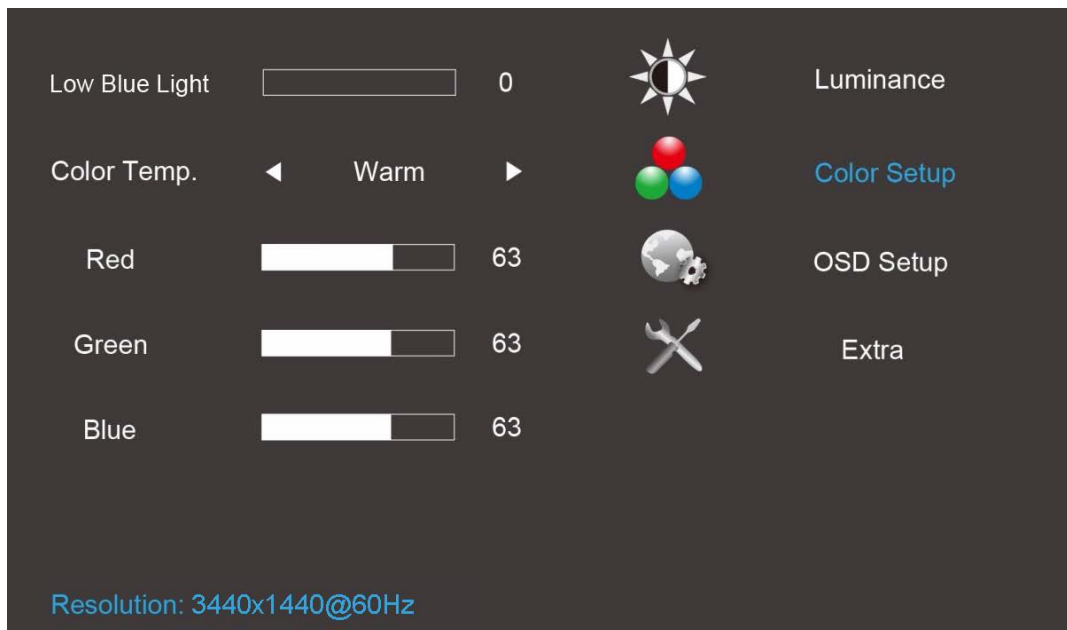 Low Blue Light 0
Color Temp. Warm
Red 63
Green 63
Blue 63
Luminance
Color Setup
OSD Setup
Extra
Resolution: 3440x1440@60Hz